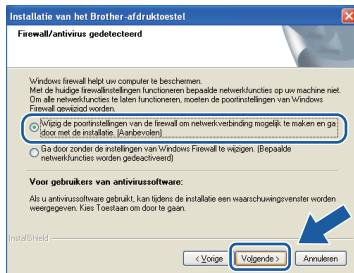 Installatie van het Brother-afdruktoestel
Firewall/antivirus gedetecteerd
Windows firewall helpt uw computer te beschermen.
Met de huidige firewallinstellingen functioneren bepaalde netwerkfuncties op uw machine niet.
Om alle netwerkfuncties te laten functioneren, moeten de poortinstellingen van Windows
Firewall gewijzigd worden.
Wijzig de poortinstellingen van de firewall om netwerkverbinding mogelijk te maken en ga
door met de installatie. (Aanbevolen)
Ga door zonder de instellingen van Windows Firewall te wijzigen. (Bepaalde
netwerkfuncties worden gedeactiveerd)
Voor gebruikers van antivirussoftware:
Als u antivirussoftware gebruikt, kan tijdens de installatie een waarschuwingsvenster worden
weergegeven. Kies Toestaan om door te gaan.
InstallShield
< Vorige
Volgende >
Annuleren